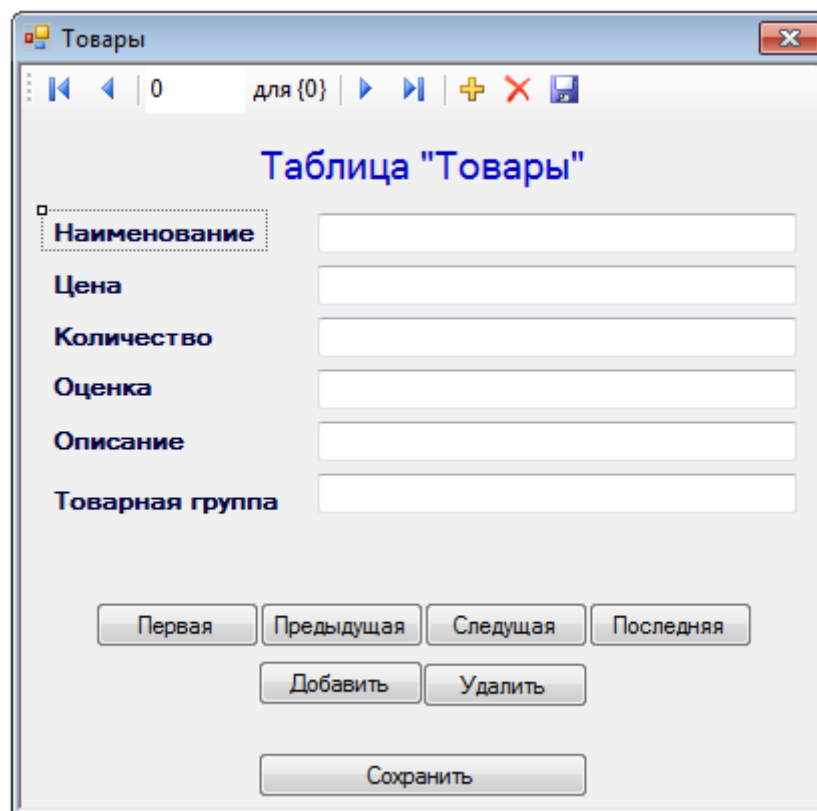 Товары
0 для {0}
Таблица "Товары"
Наименование
Цена
Количество
Оценка
Описание
Товарная группа
Первая Предыдущая Следущая Последняя
Добавить Удалить
Сохранить